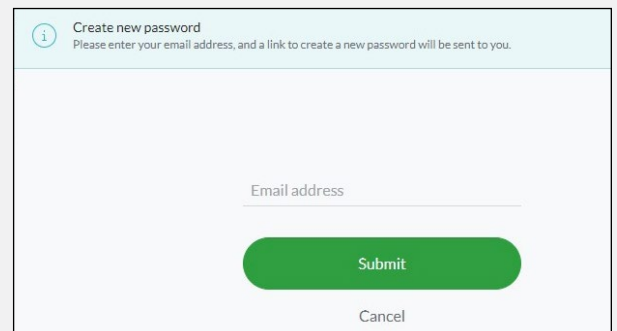 i
Create new password
Please enter your email address, and a link to create a new password will be sent to you.
Email address
Submit
Cancel